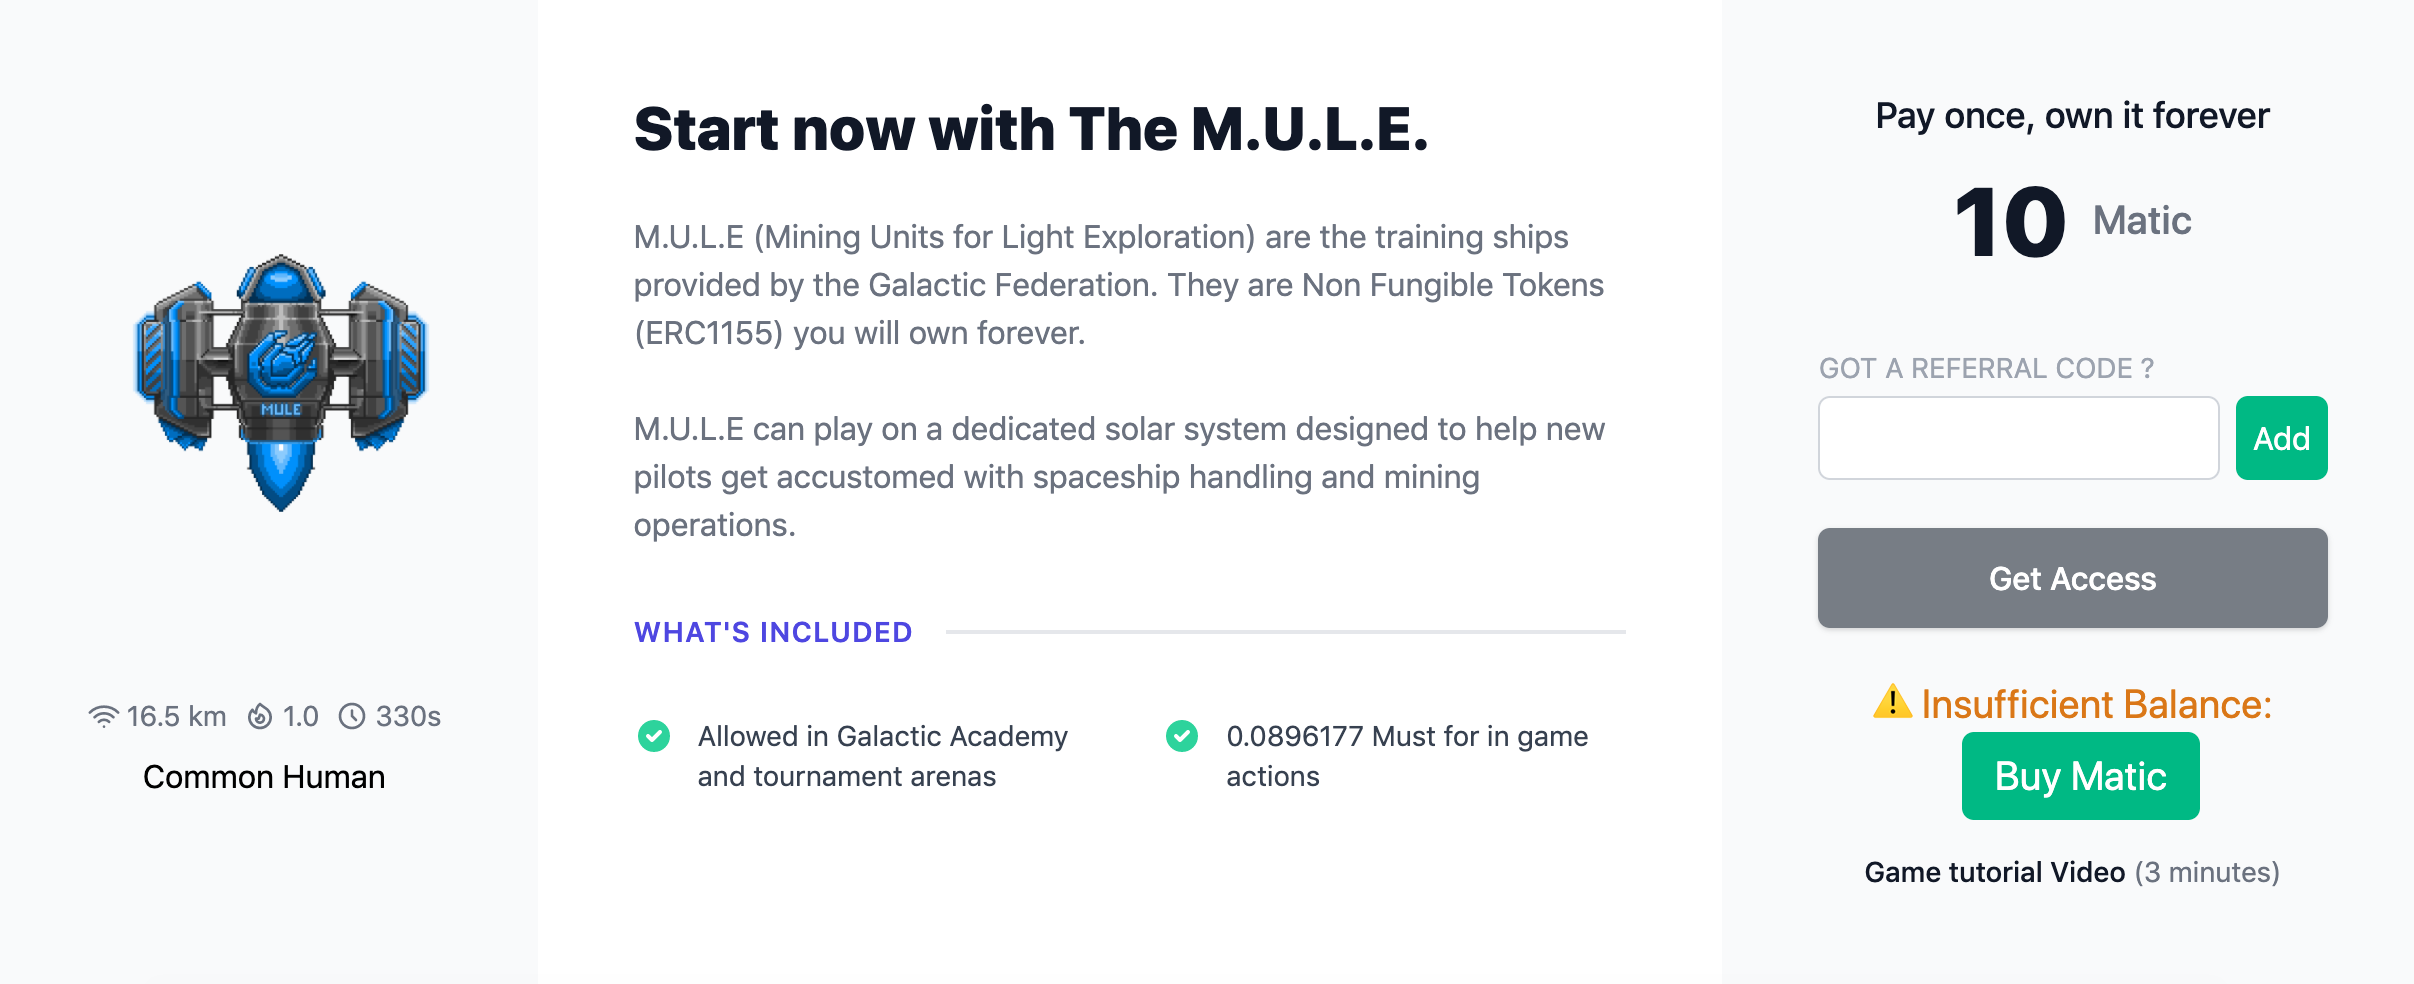 MULE
16.5 km 1.0 330s
Common Human
Start now with The M.U.L.E.
M.U.L.E (Mining Units for Light Exploration) are the training ships
provided by the Galactic Federation. They are Non Fungible Tokens
(ERC1155) you will own forever.
M.U.L.E can play on a dedicated solar system designed to help new
pilots get accustomed with spaceship handling and mining
operations.
WHAT'S INCLUDED
Allowed in Galactic Academy
and tournament arenas
0.0896177 Must for in game
actions
Pay once, own it forever
10 Matic
GOT A REFERRAL CODE ?
Add
Get Access
⚠️ Insufficient Balance:
Buy Matic
Game tutorial Video (3 minutes)